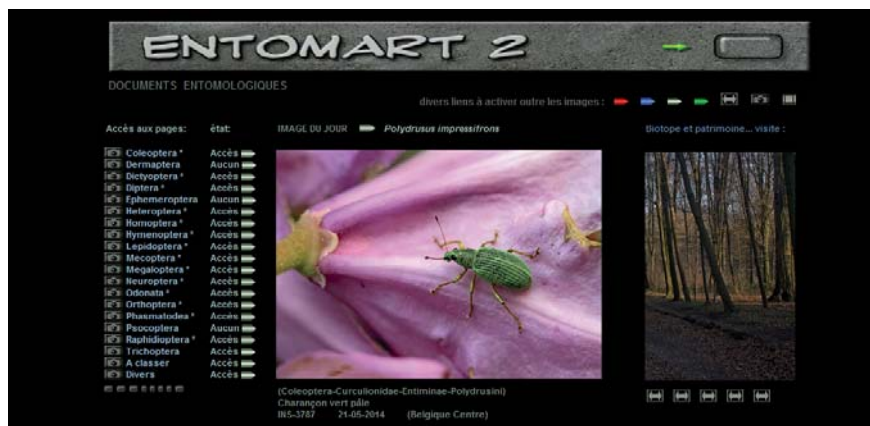 ENTOMART 2
DOCUMENTS ENTOMOLOGIQUES
divers liens à activer outre les images :
Accès aux pages: état: IMAGE DU JOUR Polydrusus impressifrons Biotope et patrimoine... visite :
Coleoptera * Accès
Dermaptera Aucun
Dictyoptera * Accès
Diptera * Accès
Ephemeroptera Aucun
Heteroptera * Accès
Homoptera * Accès
Hymenoptera * Accès
Lepidoptera * Accès
Mecoptera * Accès
Megaloptera * Accès
Neuroptera * Accès
Odonata * Accès
Orthoptera * Accès
Phasmatodea * Accès
Psocoptera Aucun
Raphidioptera * Accès
Trichoptera Accès
A classer Accès
Divers Accès
(Coleoptera-Curculionidae-Entiminae-Polydrusini)
Charançon vert pâle
INS-3787 21-05-2014 (Belgique Centre)